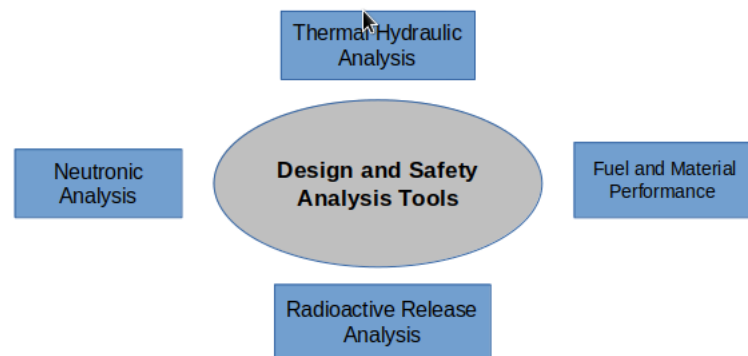 Thermal Hydraulic
Analysis
Neutronic
Analysis
Design and Safety
Analysis Tools
Fuel and Material
Performance
Radioactive Release
Analysis